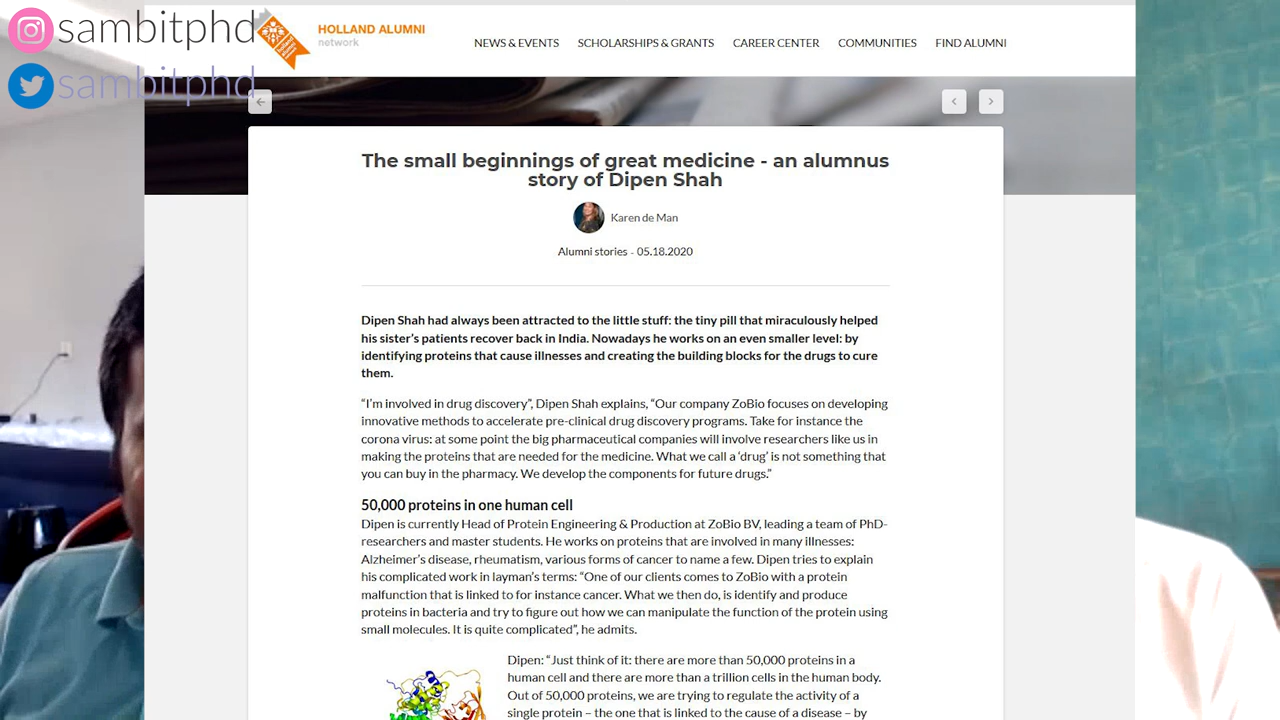 sambitphd
sambitphd
HOLLAND ALUMNI
network
NEWS & EVENTS
SCHOLARSHIPS & GRANTS
CAREER CENTER
COMMUNITIES
FIND ALUMNI
The small beginnings of great medicine - an alumnus
story of Dipen Shah
Karen de Man
Alumni stories - 05.18.2020
Dipen Shah had always been attracted to the little stuff: the tiny pill that miraculously helped
his sister's patients recover back in India. Nowadays he works on an even smaller level: by
identifying proteins that cause illnesses and creating the building blocks for the drugs to cure
them.
“I'm involved in drug discovery”, Dipen Shah explains, “Our company ZoBio focuses on developing
innovative methods to accelerate pre-clinical drug discovery programs. Take for instance the
corona virus: at some point the big pharmaceutical companies will involve researchers like us in
making the proteins that are needed for the medicine. What we call a ‘drug’ is not something that
you can buy in the pharmacy. We develop the components for future drugs.”
50,000 proteins in one human cell
Dipen is currently Head of Protein Engineering & Production at ZoBio BV, leading a team of PhD-
researchers and master students. He works on proteins that are involved in many illnesses:
Alzheimer's disease, rheumatism, various forms of cancer to name a few. Dipen tries to explain
his complicated work in layman's terms: “One of our clients comes to ZoBio with a protein
malfunction that is linked to for instance cancer. What we then do, is identify and produce
proteins in bacteria and try to figure out how we can manipulate the function of the protein using
small molecules. It is quite complicated”, he admits.
Dipen: “Just think of it: there are more than 50,000 proteins in a
human cell and there are more than a trillion cells in the human body.
Out of 50,000 proteins, we are trying to regulate the activity of a
single protein – the one that is linked to the cause of a disease – by